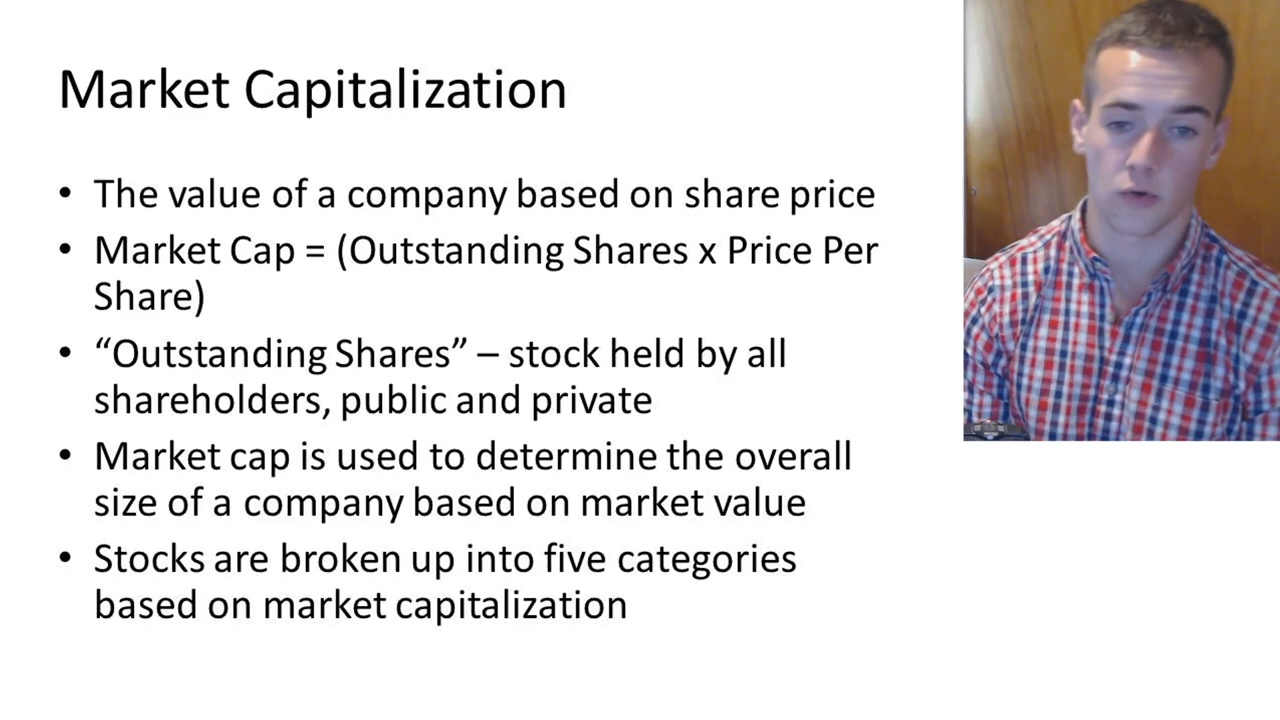 Market Capitalization
• The value of a company based on share price
• Market Cap = (Outstanding Shares x Price Per
Share)
• “Outstanding Shares” – stock held by all
shareholders, public and private
• Market cap is used to determine the overall
size of a company based on market value
• Stocks are broken up into five categories
based on market capitalization